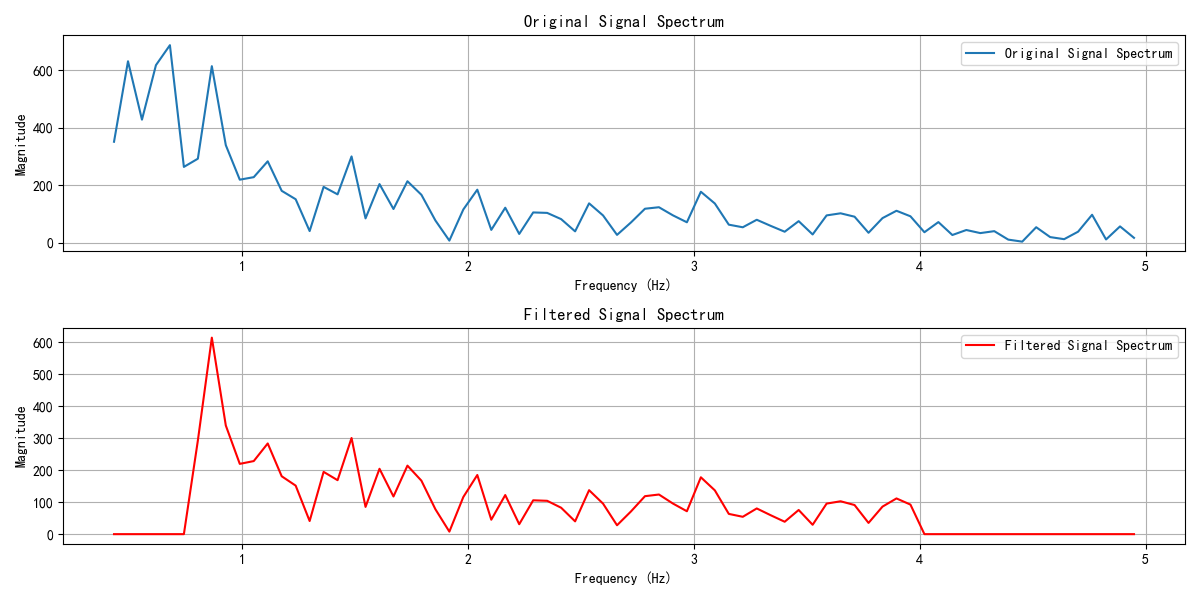 Original Signal Spectrum
Original Signal Spectrum
Magnitude
600
400
200
0
1 2 3 4 5
Frequency (Hz)
Filtered Signal Spectrum
Filtered Signal Spectrum
Magnitude
600
500
400
300
200
100
0
1 2 3 4 5
Frequency (Hz)